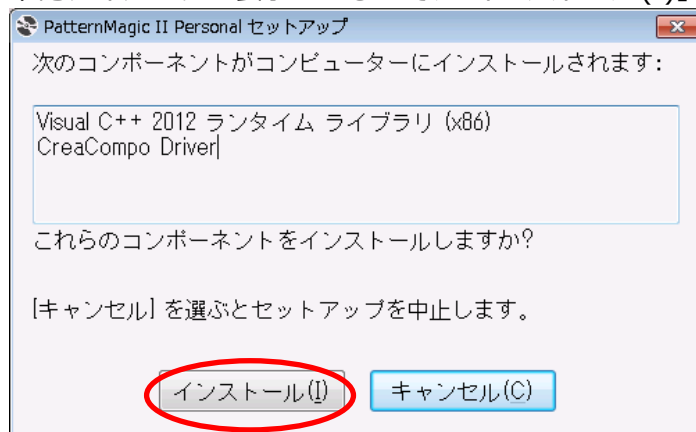 PatternMagic II Personal セットアップ
次のコンポーネントがコンピューターにインストールされます:
Visual C++ 2012 ランタイム ライブラリ (x86)
CreaCompo Driver
これらのコンポーネントをインストールしますか?
[キャンセル] を選ぶとセットアップを中止します。
インストール(I) キャンセル(C)